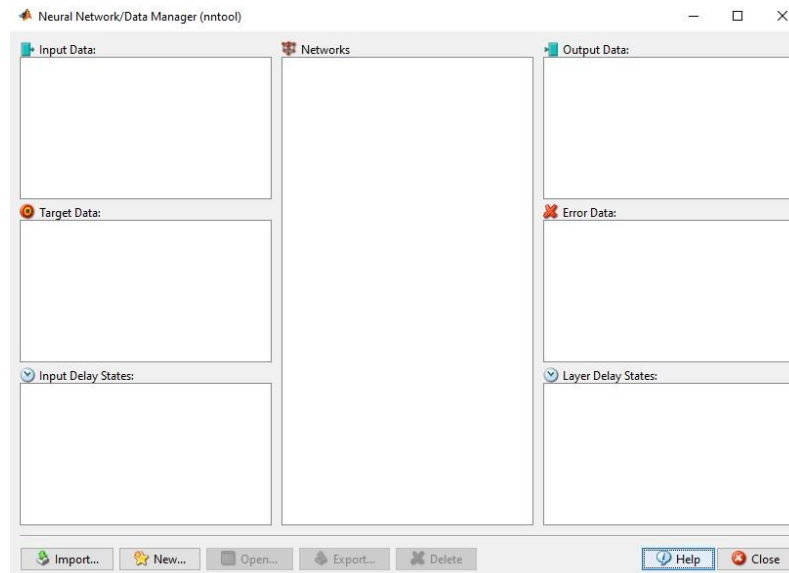 Neural Network/Data Manager (nntool)
Input Data:
Networks
Output Data:
Target Data:
Error Data:
Input Delay States:
Layer Delay States:
Import...
New...
Open...
Export...
Delete
Help
Close